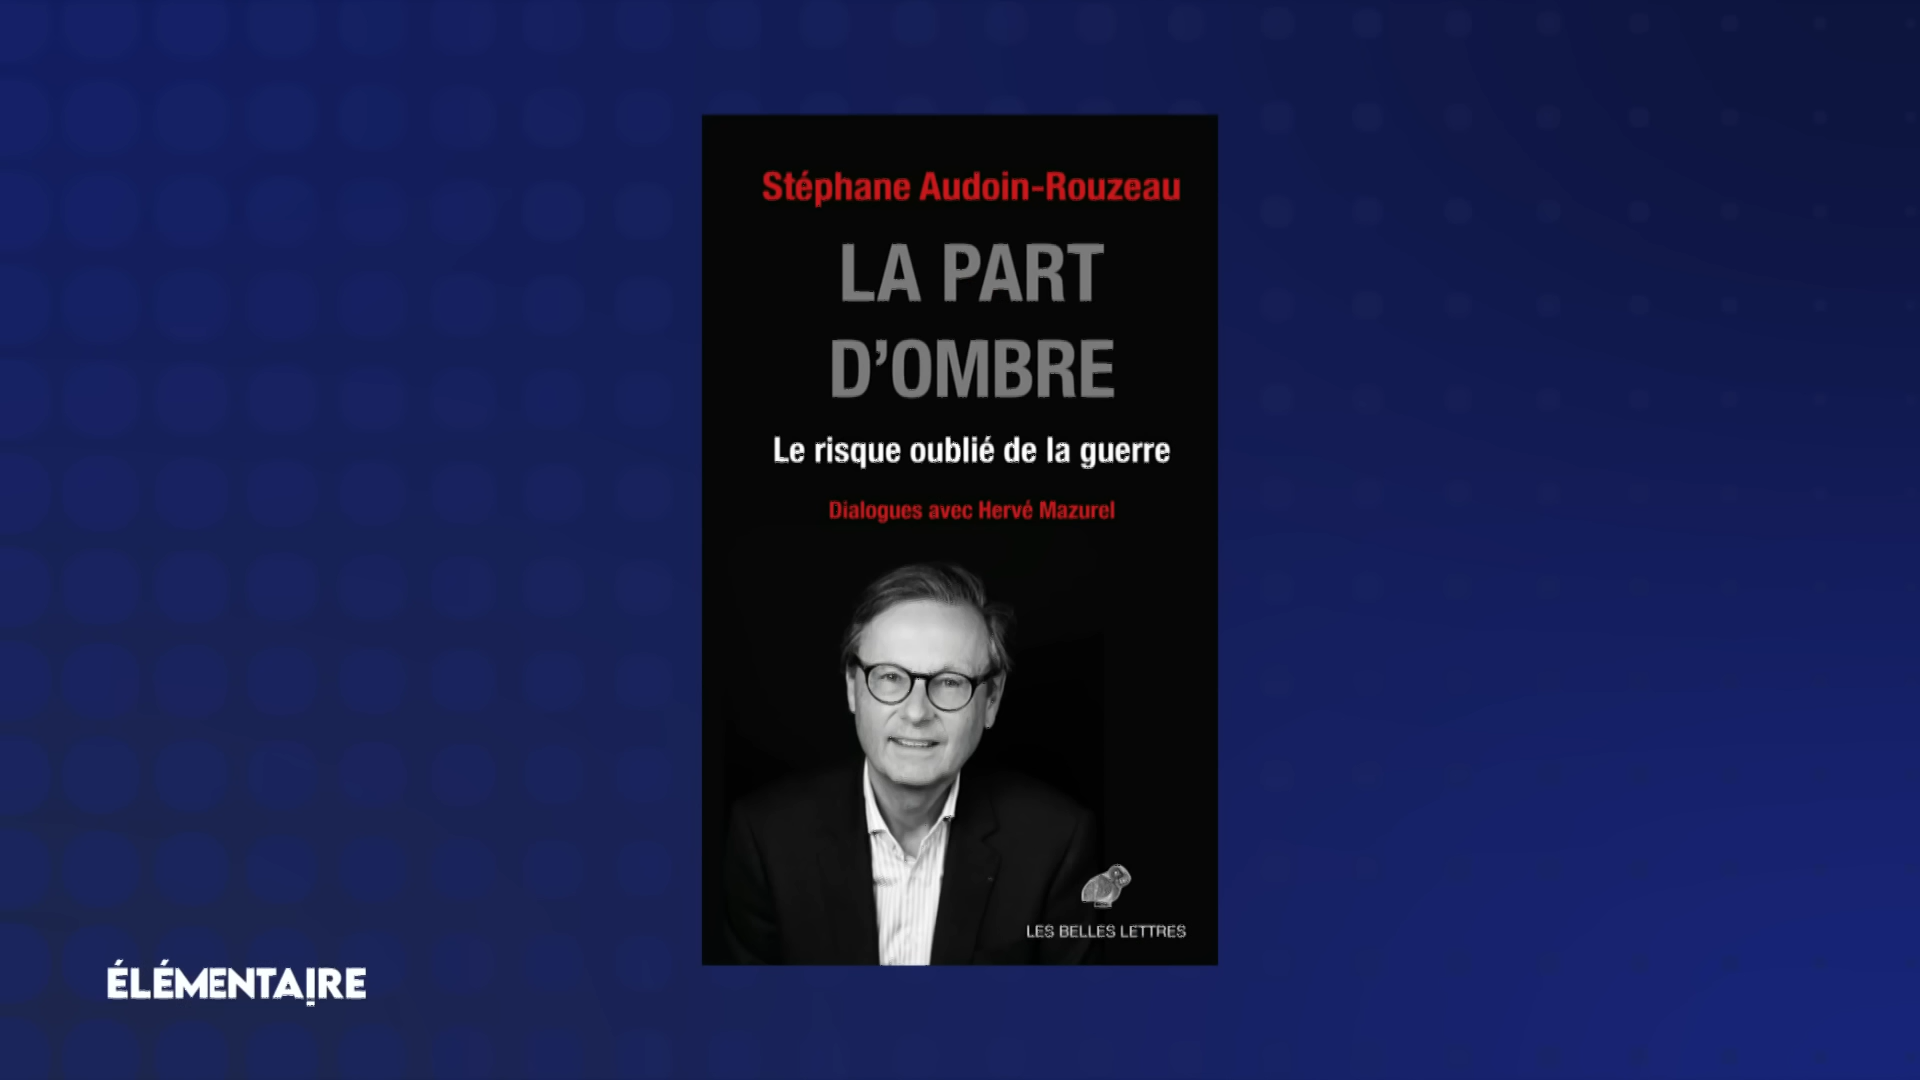 Stéphane Audoin-Rouzeau
LA PART
D'OMBRE
Le risque oublié de la guerre
Dialogues avec Hervé Mazurel
LES BELLES LETTRES
ÉLÉMENTAIRE